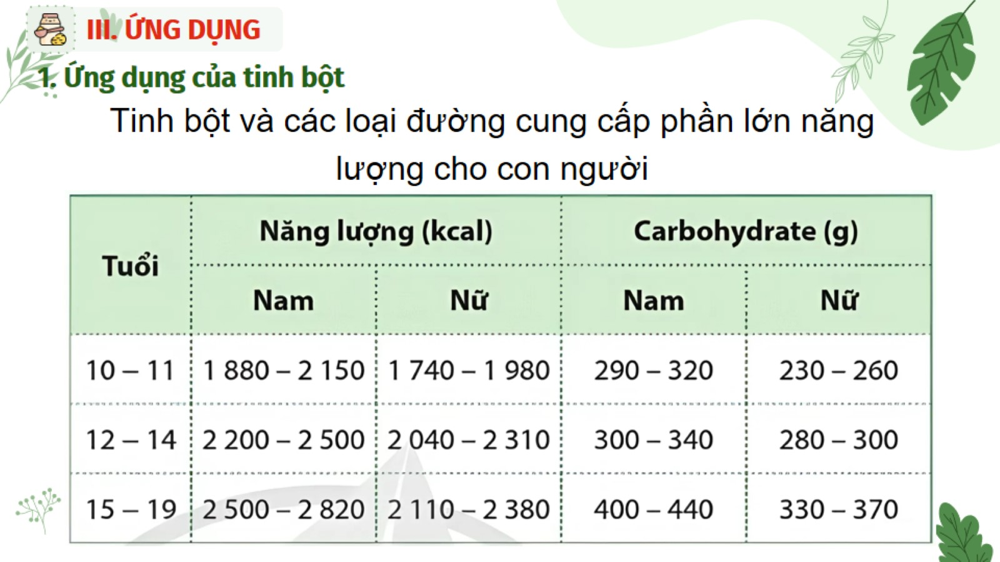 III. ỨNG DỤNG
1. Ứng dụng của tinh bột
Tinh bột và các loại đường cung cấp phần lớn năng
lượng cho con người
Tuổi Năng lượng (kcal) Carbohydrate (g)
Nam Nữ Nam Nữ
10 – 11 1 880 – 2 150 1 740 – 1 980 290 – 320 230 – 260
12 – 14 2 200 – 2 500 2 040 – 2 310 300 – 340 280 – 300
15 – 19 2 500 – 2 820 2 110 – 2 380 400 – 440 330 – 370